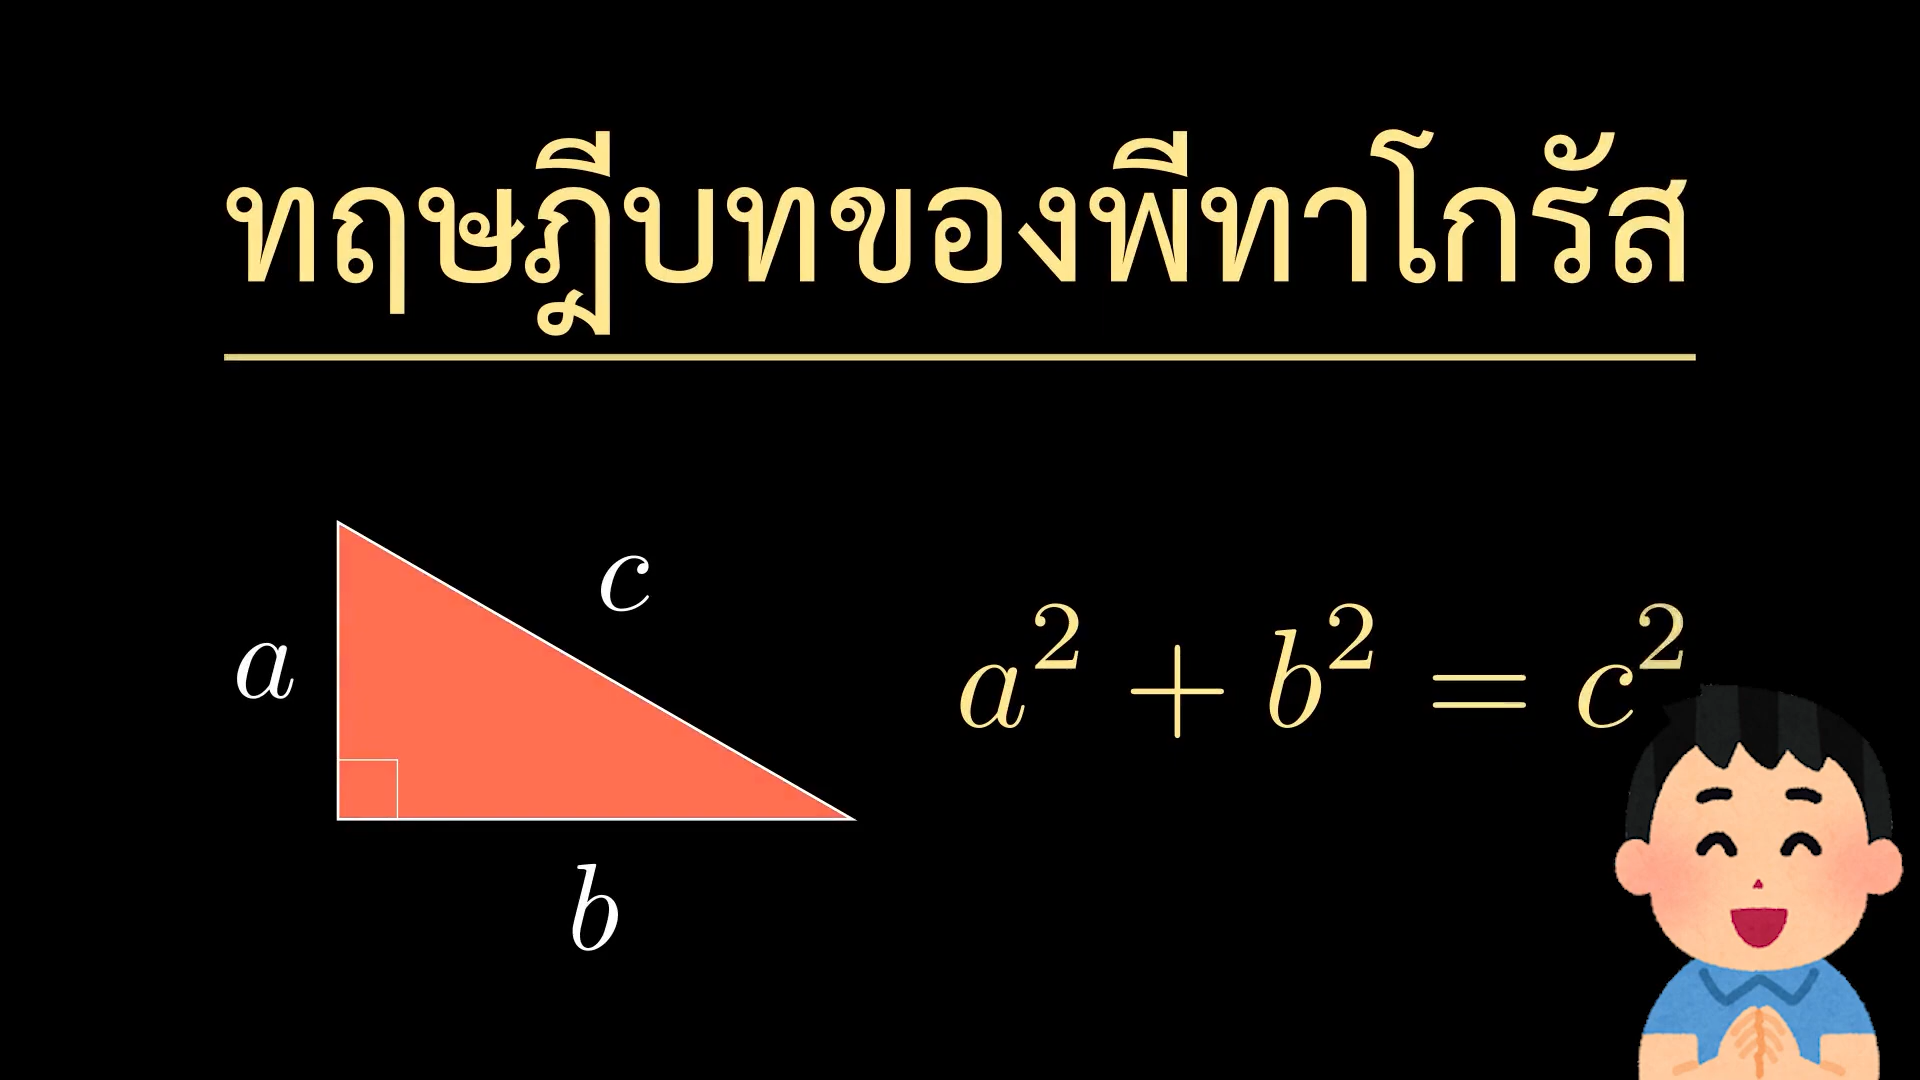 ทฤษฎีบทของพีทาโกรัส
c
a
a² + b² = c²
b